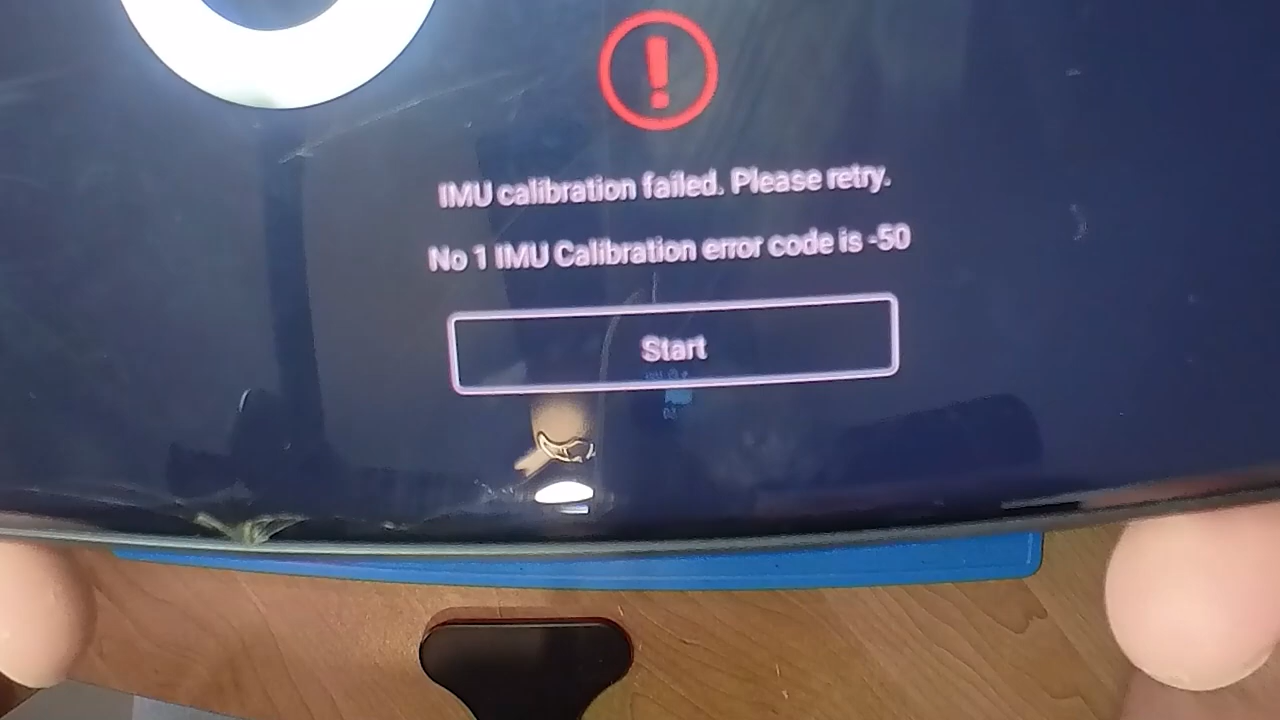 IMU calibration failed. Please retry.
No 1 IMU Calibration error code is -50
Start